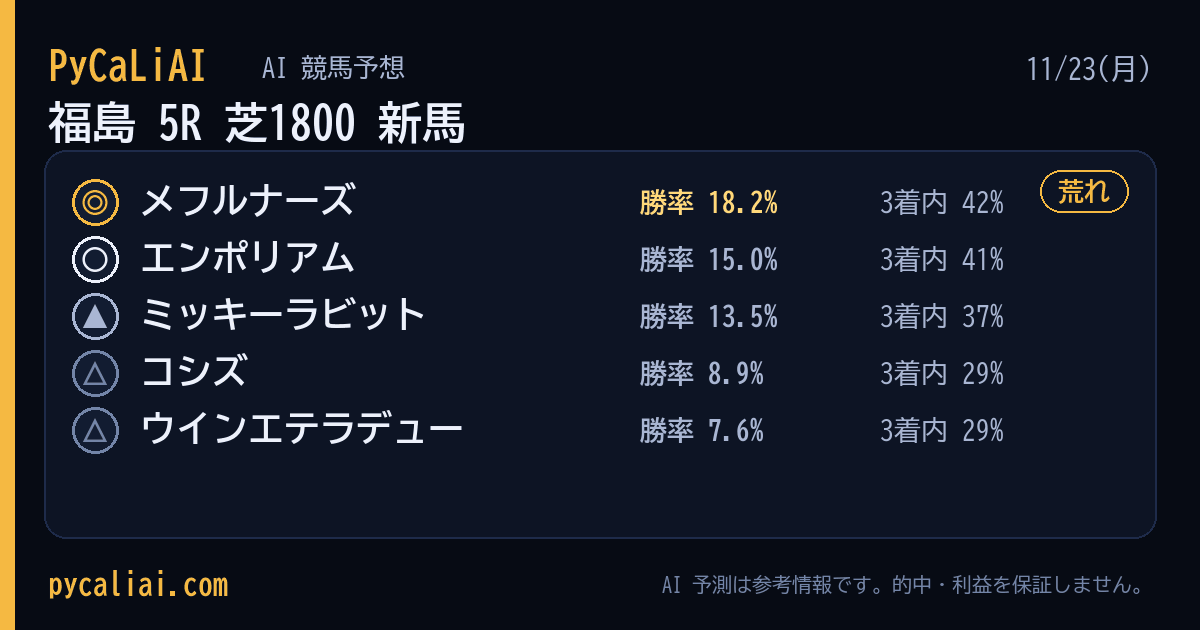 PyCaLiAI AI 競馬予想 11/23(月)
福島 5R 芝1800 新馬
◎ メフルナーズ 勝率 18.2% 3着内 42% 荒れ
○ エンポリアム 勝率 15.0% 3着内 41%
▲ ミッキーラビット 勝率 13.5% 3着内 37%
△ コシズ 勝率 8.9% 3着内 29%
△ ウインエテラデュー 勝率 7.6% 3着内 29%
pycaliai.com AI 予測は参考情報です。的中・利益を保証しません。